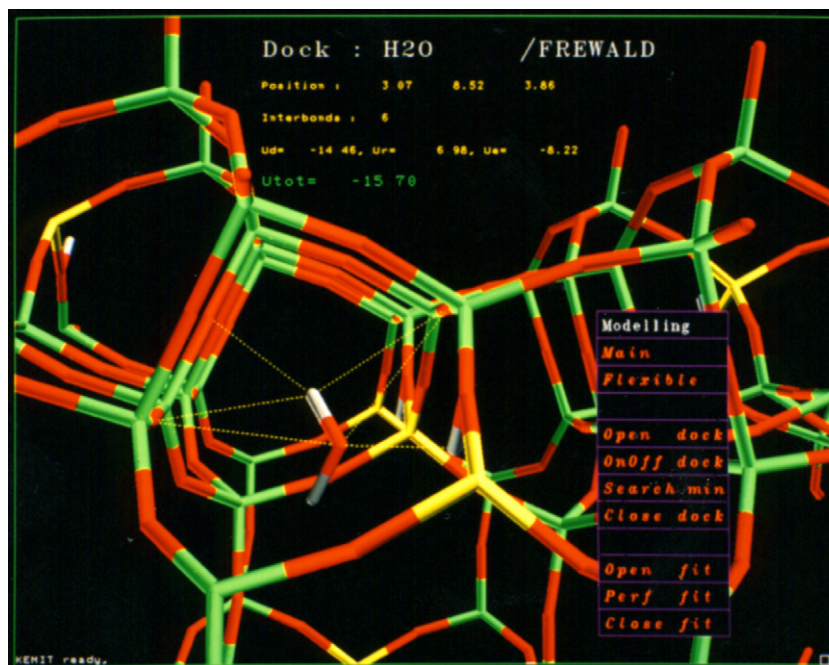 Dock : H2O /FREWALD
Position : 3 07 8.52 3.86
Interbonds : 6
Ud= -14 46, Ur= 6 98, Ue= -8.22
Utot= -15 70
Modelling
Main
Flexible
Open dock
OnOff dock
Search min
Close dock
Open fit
Perf fit
Close fit
KEMIT ready,